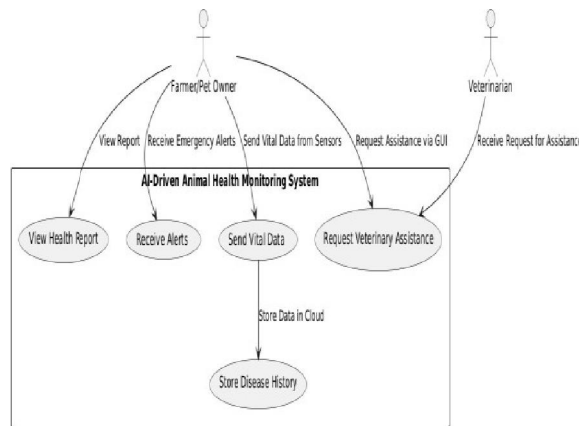 Farmer/Pet Owner
Veterinarian
View Report
Receive Emergency Alerts
Send Vital Data from Sensors
Request Assistance via GUI
Receive Request for Assistance
AI-Driven Animal Health Monitoring System
View Health Report
Receive Alerts
Send Vital Data
Request Veterinary Assistance
Store Data in Cloud
Store Disease History